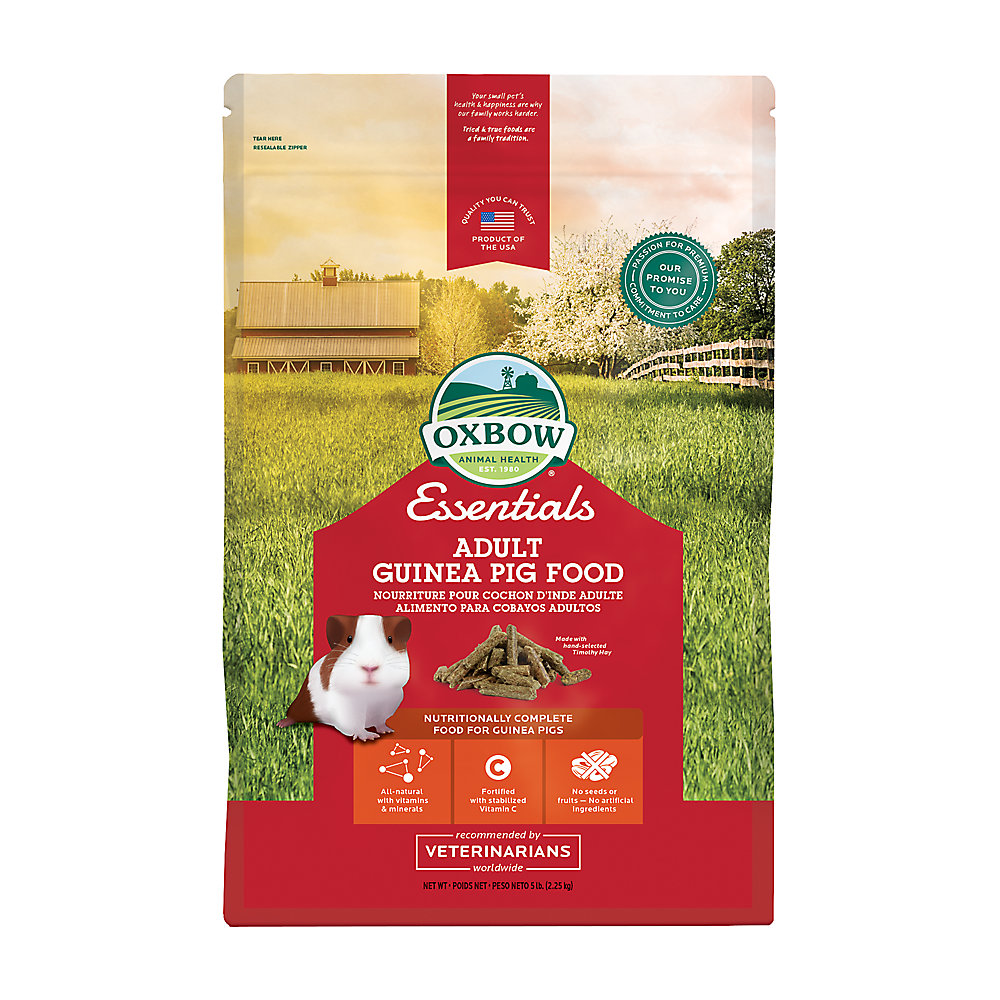 Your small pet's
health & happiness are why
our family works harder.
Tried & true foods are
a family tradition.
TEAR HERE
RESEALABLE ZIPPER
QUALITY YOU CAN TRUST
PRODUCT OF
THE USA
PASSION FOR PREMIUM
OUR
PROMISE
TO YOU
COMMITMENT TO CARE
OXBOW
ANIMAL HEALTH
EST. 1980
®
Essentials
ADULT
GUINEA PIG FOOD
NOURRITURE POUR COCHON D'INDE ADULTE
ALIMENTO PARA COBAYOS ADULTOS
Made with
hand-selected
Timothy Hay
NUTRITIONALLY COMPLETE
FOOD FOR GUINEA PIGS
All-natural
with vitamins
& minerals
C
Fortified
with stabilized
Vitamin C
No seeds or
fruits — No artificial
ingredients
recommended by
VETERINARIANS
worldwide
NET WT • POIDS NET • PESO NETO 5 lb. (2.25 kg)